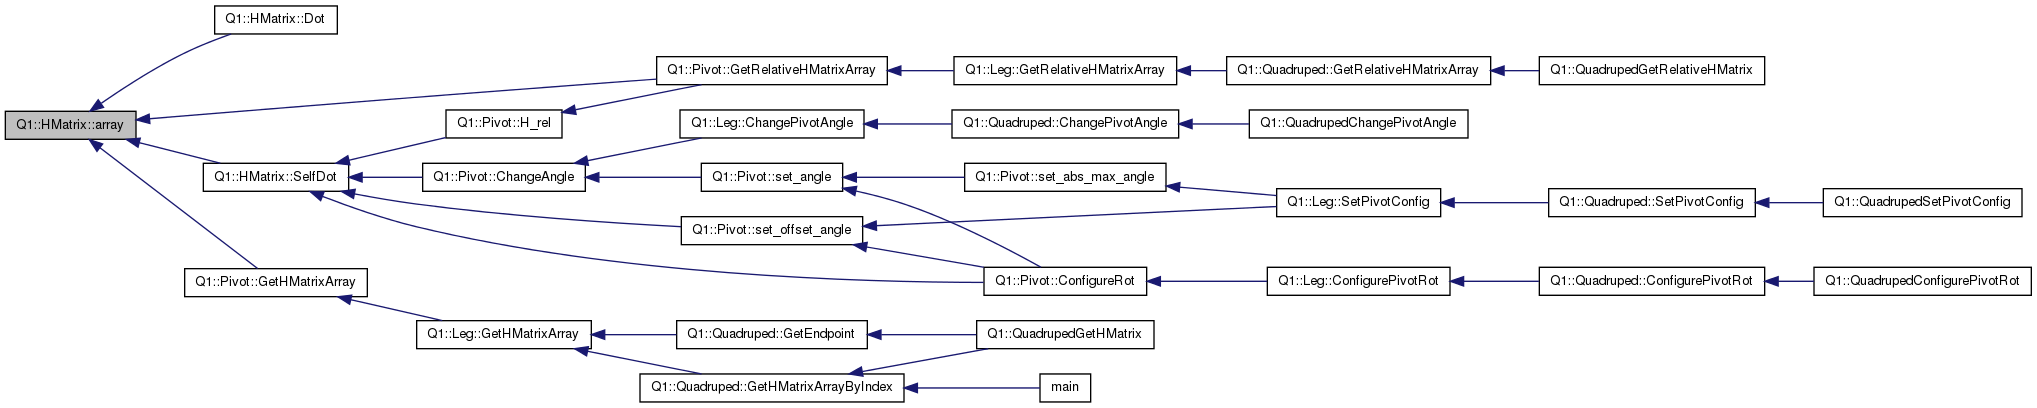 Q1::HMatrix::Dot
Q1::Pivot::GetRelativeHMatrixArray
Q1::Leg::GetRelativeHMatrixArray
Q1::Quadruped::GetRelativeHMatrixArray
Q1::QuadrupedGetRelativeHMatrix
Q1::HMatrix::array
Q1::Pivot::H_rel
Q1::Leg::ChangePivotAngle
Q1::Quadruped::ChangePivotAngle
Q1::QuadrupedChangePivotAngle
Q1::HMatrix::SelfDot
Q1::Pivot::ChangeAngle
Q1::Pivot::set_angle
Q1::Pivot::set_abs_max_angle
Q1::Leg::SetPivotConfig
Q1::Quadruped::SetPivotConfig
Q1::QuadrupedSetPivotConfig
Q1::Pivot::set_offset_angle
Q1::Pivot::GetHMatrixArray
Q1::Pivot::ConfigureRot
Q1::Leg::ConfigurePivotRot
Q1::Quadruped::ConfigurePivotRot
Q1::QuadrupedConfigurePivotRot
Q1::Leg::GetHMatrixArray
Q1::Quadruped::GetEndpoint
Q1::QuadrupedGetHMatrix
Q1::Quadruped::GetHMatrixArrayByIndex
main